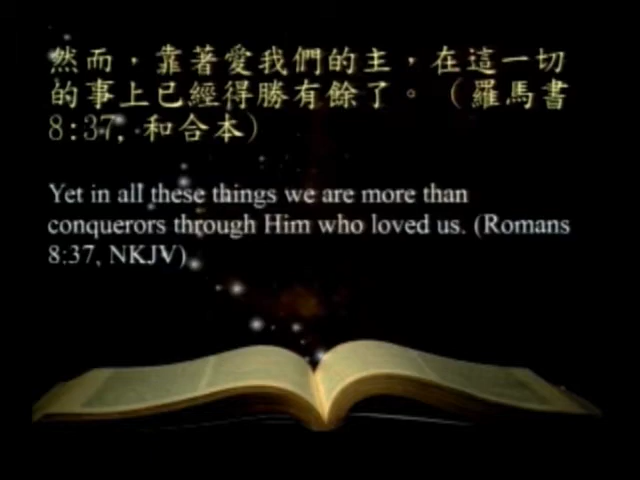 然而，靠著愛我們的主，在這一切
的事上已經得勝有餘了。（羅馬書
8:37, 和合本）
Yet in all these things we are more than
conquerors through Him who loved us. (Romans
8:37, NKJV)